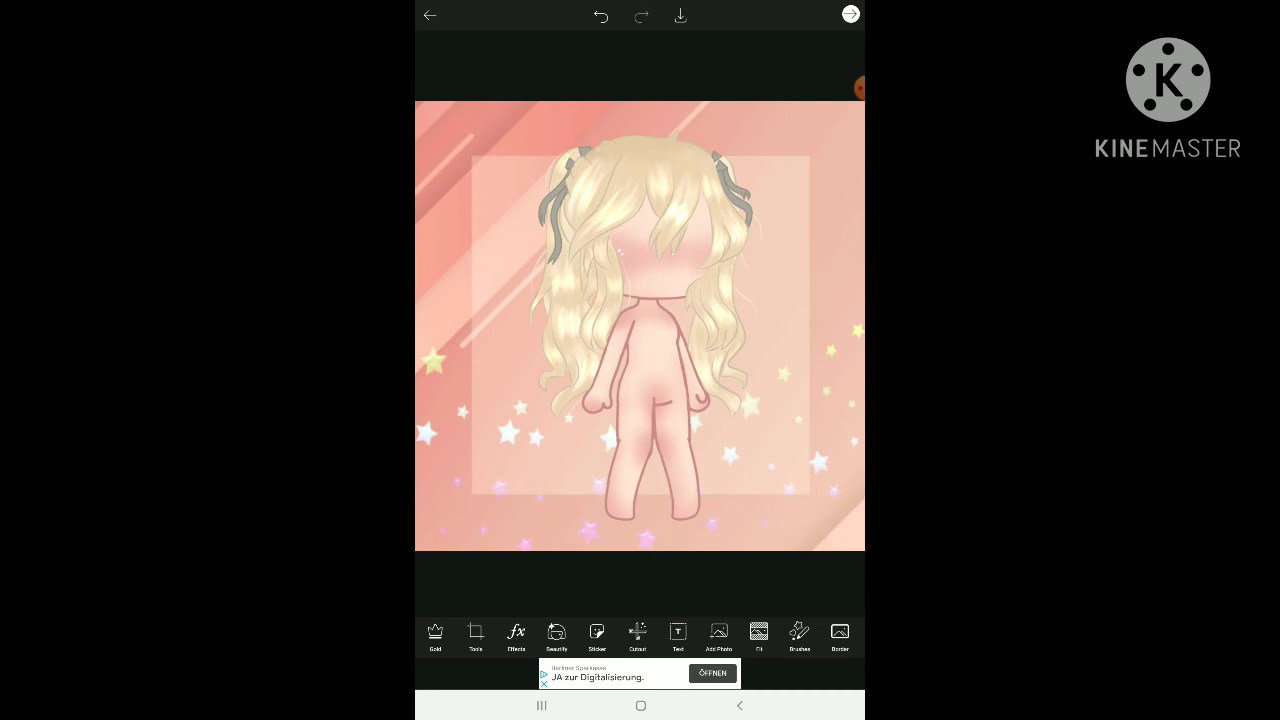 KINEMASTER
Gold Tools Effects Beautify Sticker Cutout Text Add Photo Fit Brushes Border
Berliner Sparkasse
JA zur Digitalisierung.
ÖFFNEN